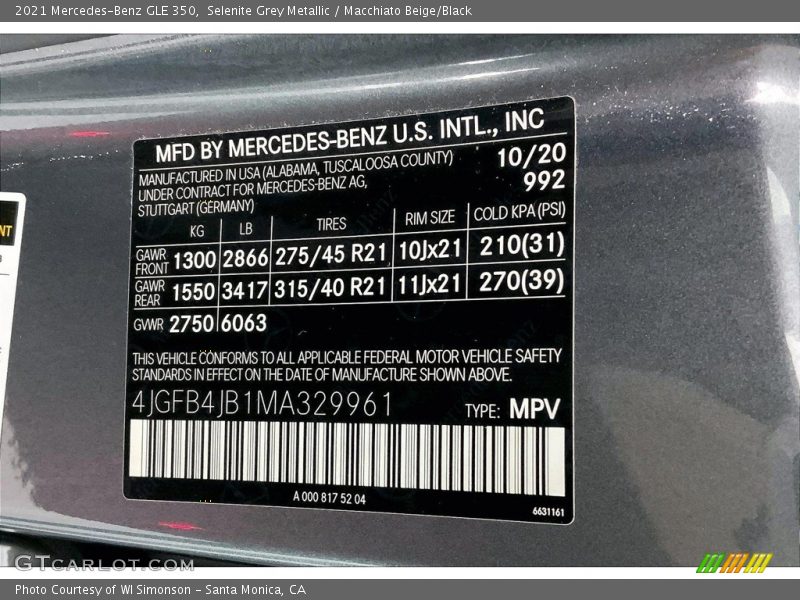 2021 Mercedes-Benz GLE 350,  Selenite Grey Metallic / Macchiato Beige/Black
MFD BY MERCEDES-BENZ U.S. INTL., INC
MANUFACTURED IN USA (ALABAMA, TUSCALOOSA COUNTY) 10/20
UNDER CONTRACT FOR MERCEDES-BENZ AG, 992
STUTTGART (GERMANY)
KG LB TIRES RIM SIZE COLD KPA (PSI)
GAWR FRONT 1300 2866 275/45 R21 10Jx21 210(31)
GAWR REAR 1550 3417 315/40 R21 11Jx21 270(39)
GVWR 2750 6063
THIS VEHICLE CONFORMS TO ALL APPLICABLE FEDERAL MOTOR VEHICLE SAFETY
STANDARDS IN EFFECT ON THE DATE OF MANUFACTURE SHOWN ABOVE.
4JGFB4JB1MA329961 TYPE: MPV
A 000 817 52 04
6631161
GTCARLOT.COM
Photo Courtesy of WI Simonson - Santa Monica, CA